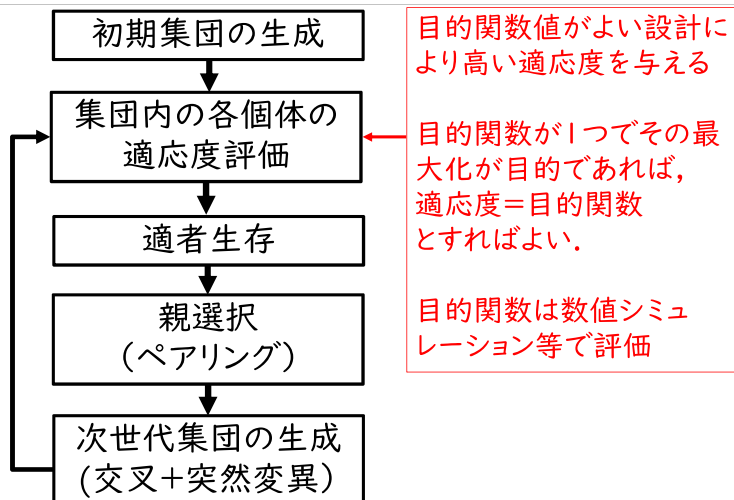 初期集団の生成
集団内の各個体の
適応度評価
適者生存
親選択
(ペアリング)
次世代集団の生成
(交叉+突然変異)
目的関数値がよい設計に
より高い適応度を与える
目的関数が1つでその最
大化が目的であれば,
適応度=目的関数
とすればよい.
目的関数は数値シミュ
レーション等で評価